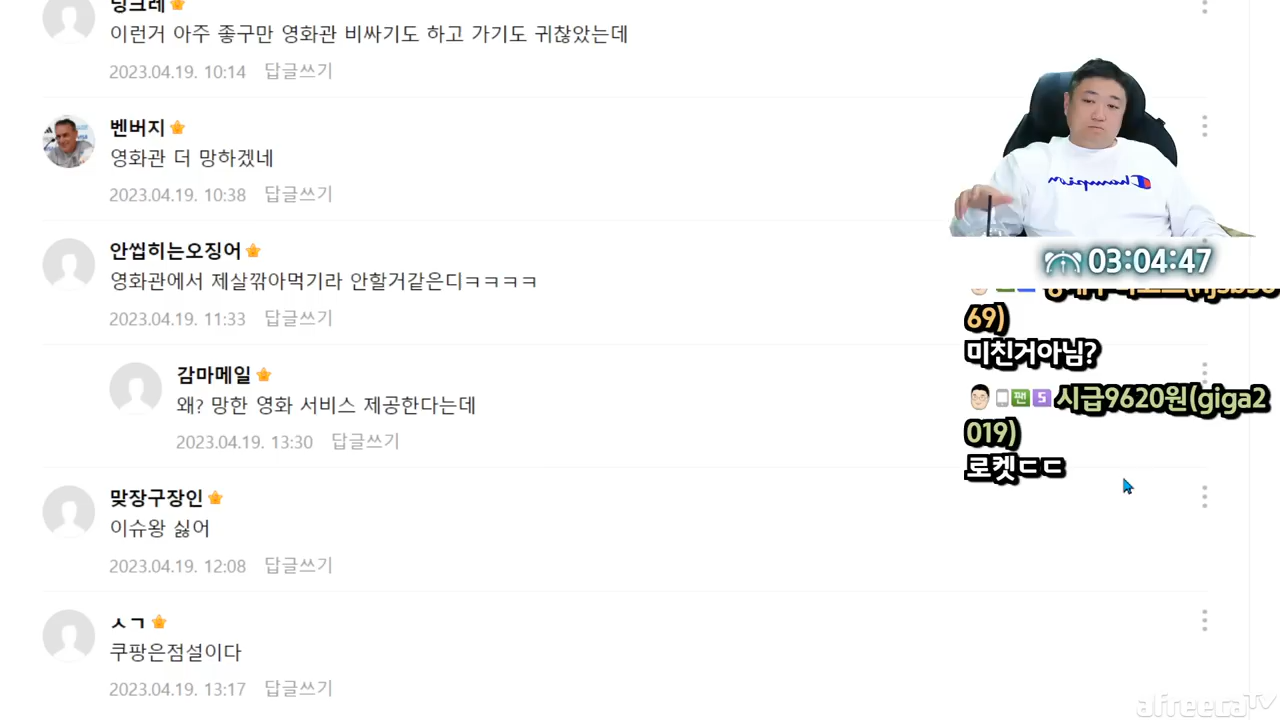 이런거 아주 좋구만 영화관 비싸기도 하고 가기도 귀찮았는데
2023.04.19. 10:14 답글쓰기
벤버지
영화관 더 망하겠네
2023.04.19. 10:38 답글쓰기
안씹히는오징어
영화관에서 제살깎아먹기라 안할거같은디ㅋㅋㅋㅋ
2023.04.19. 11:33 답글쓰기
감마메일
왜? 망한 영화 서비스 제공한다는데
2023.04.19. 13:30 답글쓰기
맞장구장인
이슈왕 싫어
2023.04.19. 12:08 답글쓰기
ㅅㄱ
쿠팡은점설이다
2023.04.19. 13:17 답글쓰기
Champion
03:04:47
69)
미친거아님?
팬 5 시급9620원(giga2
019)
로켓ㄷㄷ
afreecaTV